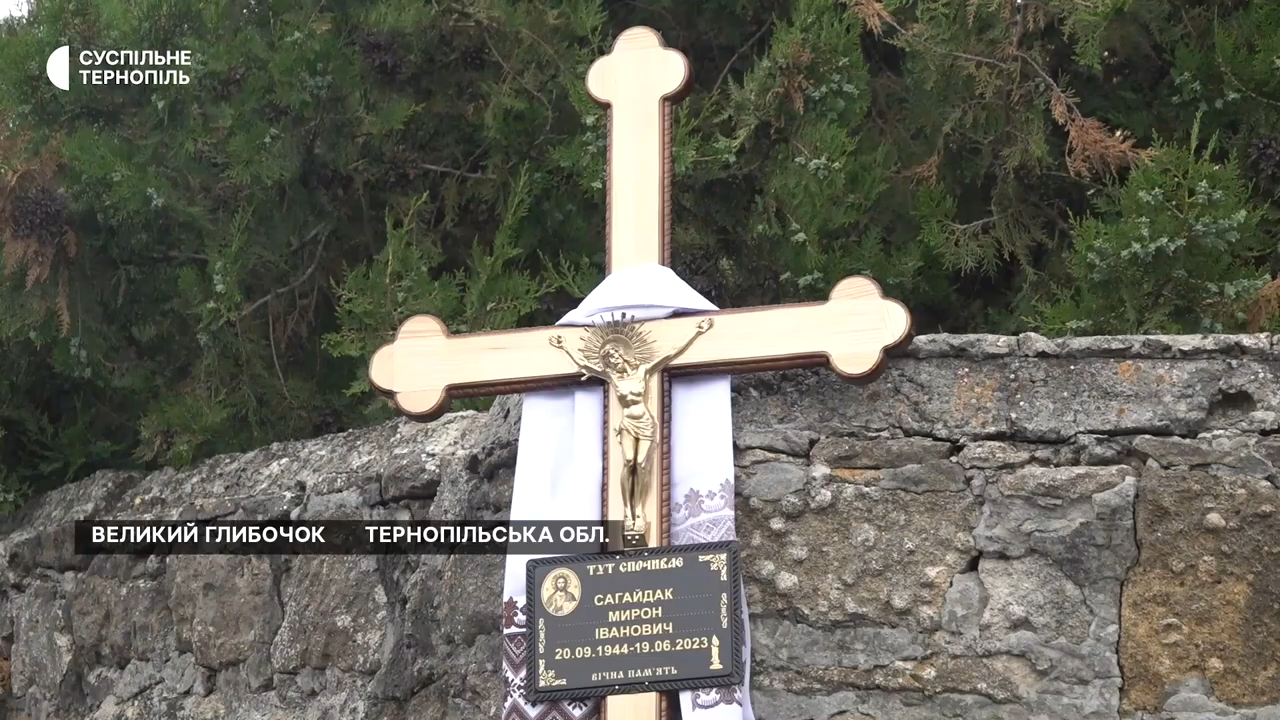 СУСПІЛЬНЕ
ТЕРНОПІЛЬ
ВЕЛИКИЙ ГЛИБОЧОК ТЕРНОПІЛЬСЬКА ОБЛ.
ТУТ СПОЧИВАЄ
САГАЙДАК
МИРОН
ІВАНОВИЧ
20.09.1944-19.06.2023
ВІЧНА ПАМ'ЯТЬ